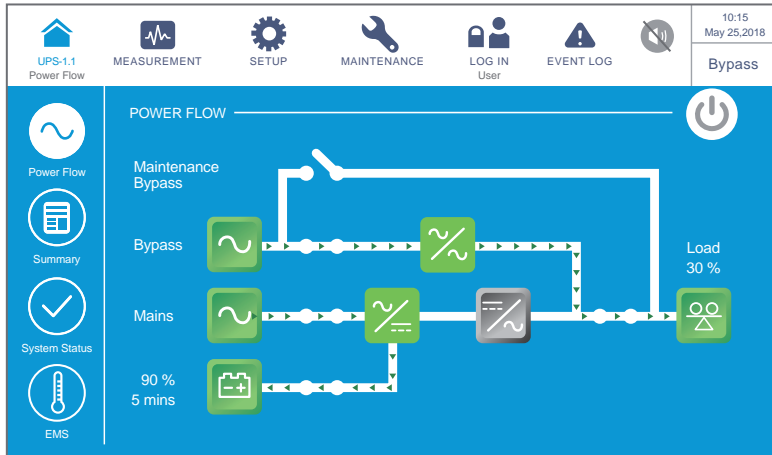 10:15
May 25,2018
UPS-1.1
Power Flow
MEASUREMENT
SETUP
MAINTENANCE
LOG IN
User
EVENT LOG
Bypass
POWER FLOW
Power Flow
Maintenance
Bypass
Bypass
Load
30 %
Summary
Mains
System Status
90 %
5 mins
EMS